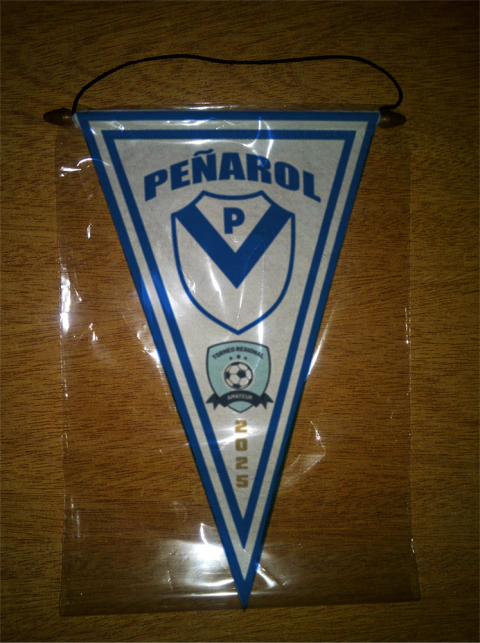 PEÑAROL
P
TORNEO REGIONAL
AMATEUR
2025